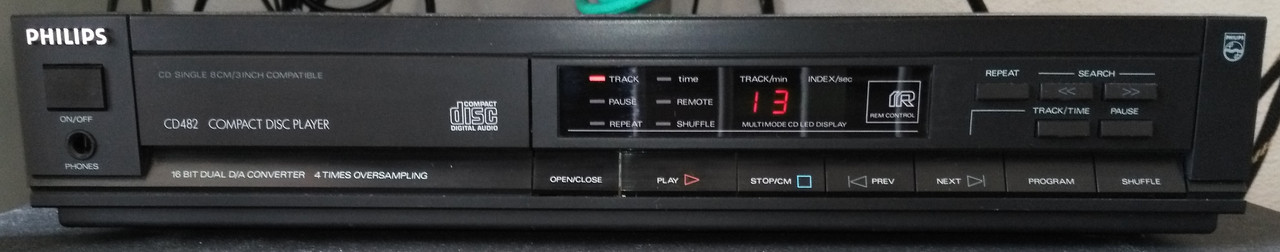 PHILIPS
ON/OFF
PHONES
CD SINGLE 8CM/3INCH COMPATIBLE
CD482 COMPACT DISC PLAYER
COMPACT
disc
DIGITAL AUDIO
16 BIT DUAL D/A CONVERTER 4 TIMES OVERSAMPLING
TRACK time TRACK/min INDEX/sec
PAUSE REMOTE 13
REPEAT SHUFFLE MULTIMODE CD LED DISPLAY
REM CONTROL
REPEAT SEARCH
<< >>
TRACK/TIME PAUSE
PHILIPS
OPEN/CLOSE PLAY STOP/CM PREV NEXT PROGRAM SHUFFLE